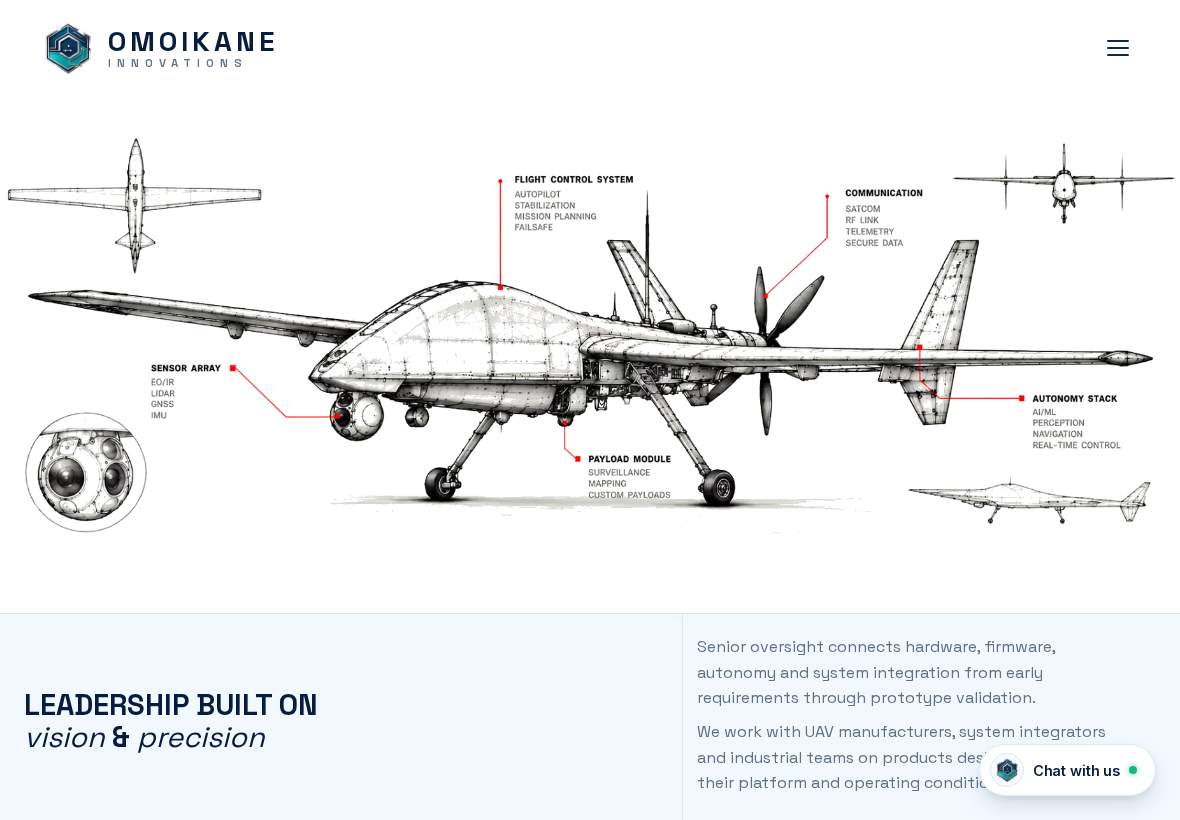 OMOIKANE
INNOVATIONS
FLIGHT CONTROL SYSTEM
AUTOPILOT
STABILIZATION
MISSION PLANNING
FAILSAFE
COMMUNICATION
SATCOM
RF LINK
TELEMETRY
SECURE DATA
SENSOR ARRAY
EO/IR
LIDAR
GNSS
IMU
AUTONOMY STACK
AI/ML
PERCEPTION
NAVIGATION
REAL-TIME CONTROL
PAYLOAD MODULE
SURVEILLANCE
MAPPING
CUSTOM PAYLOADS
LEADERSHIP BUILT ON
vision & precision
Senior oversight connects hardware, firmware,
autonomy and system integration from early
requirements through prototype validation.
We work with UAV manufacturers, system integrators
and industrial teams on products
their platform and operating
Chat with us